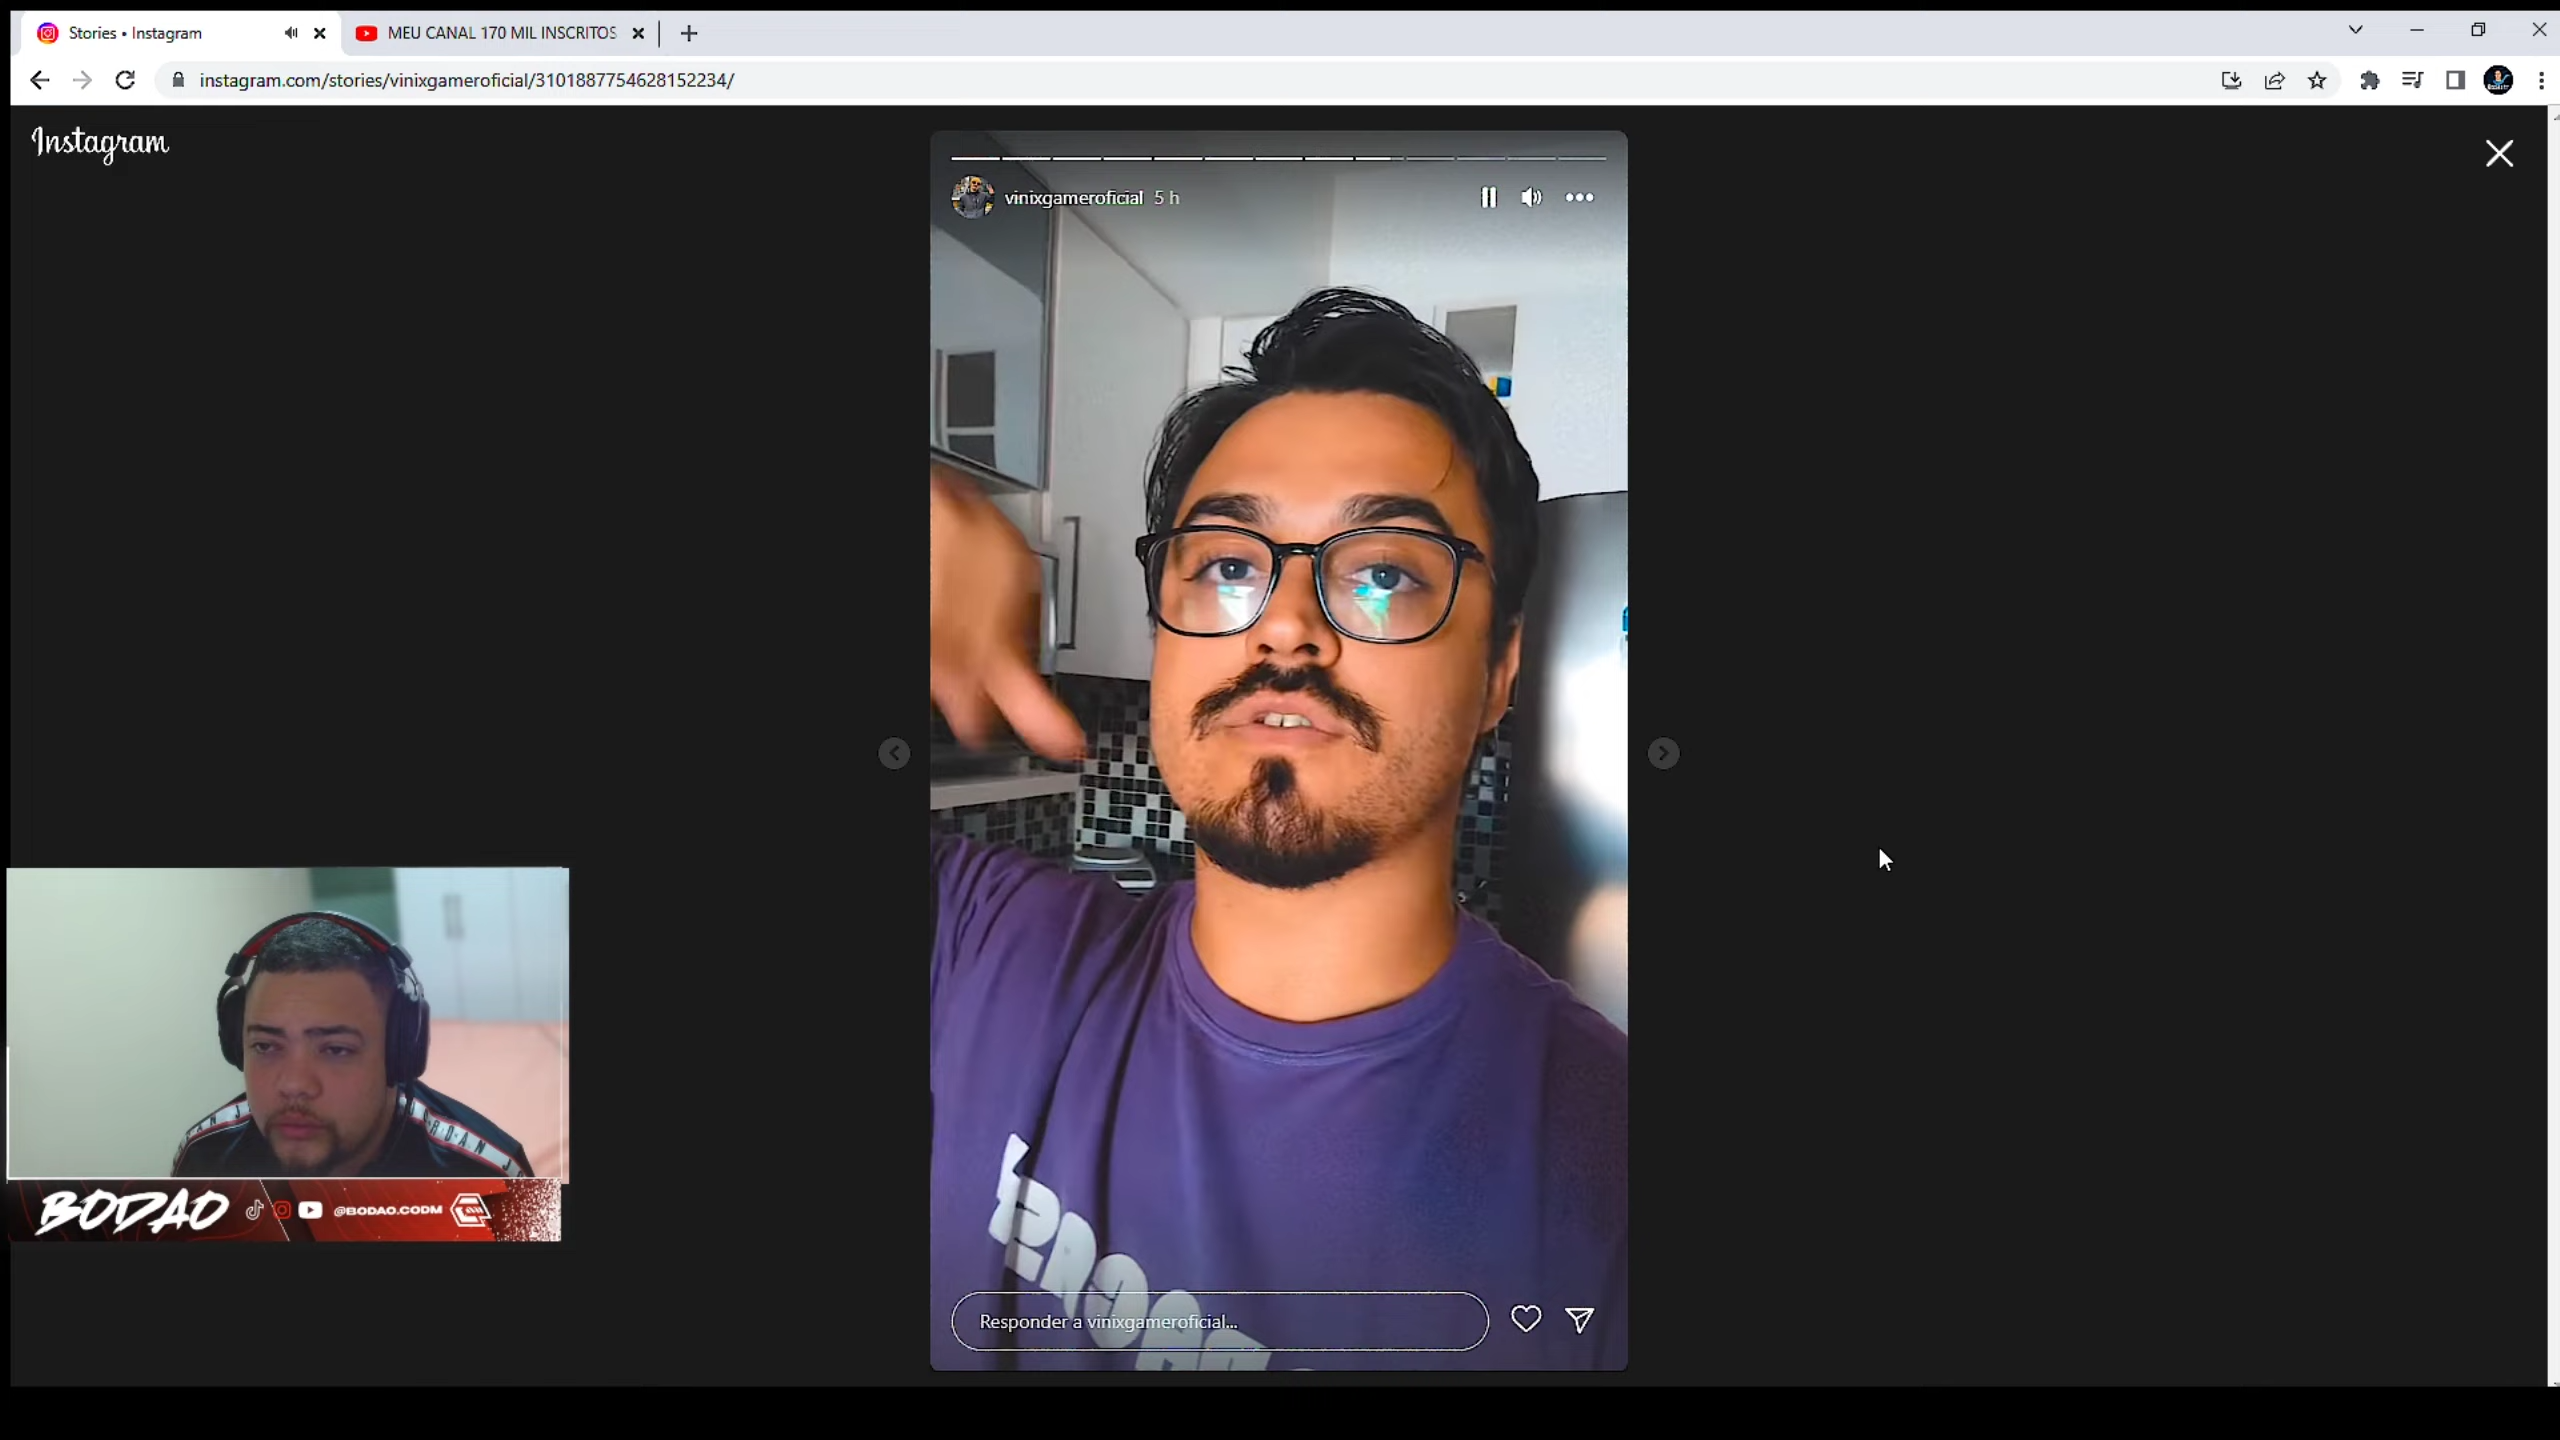 Stories • Instagram
MEU CANAL 170 MIL INSCRITOS
instagram.com/stories/vinixgameroficial/3101887754628152234/
Instagram
vinixgameroficial 5 h
JORDAN
BODAO @BODAO.CODM
Responder a vinixgameroficial...